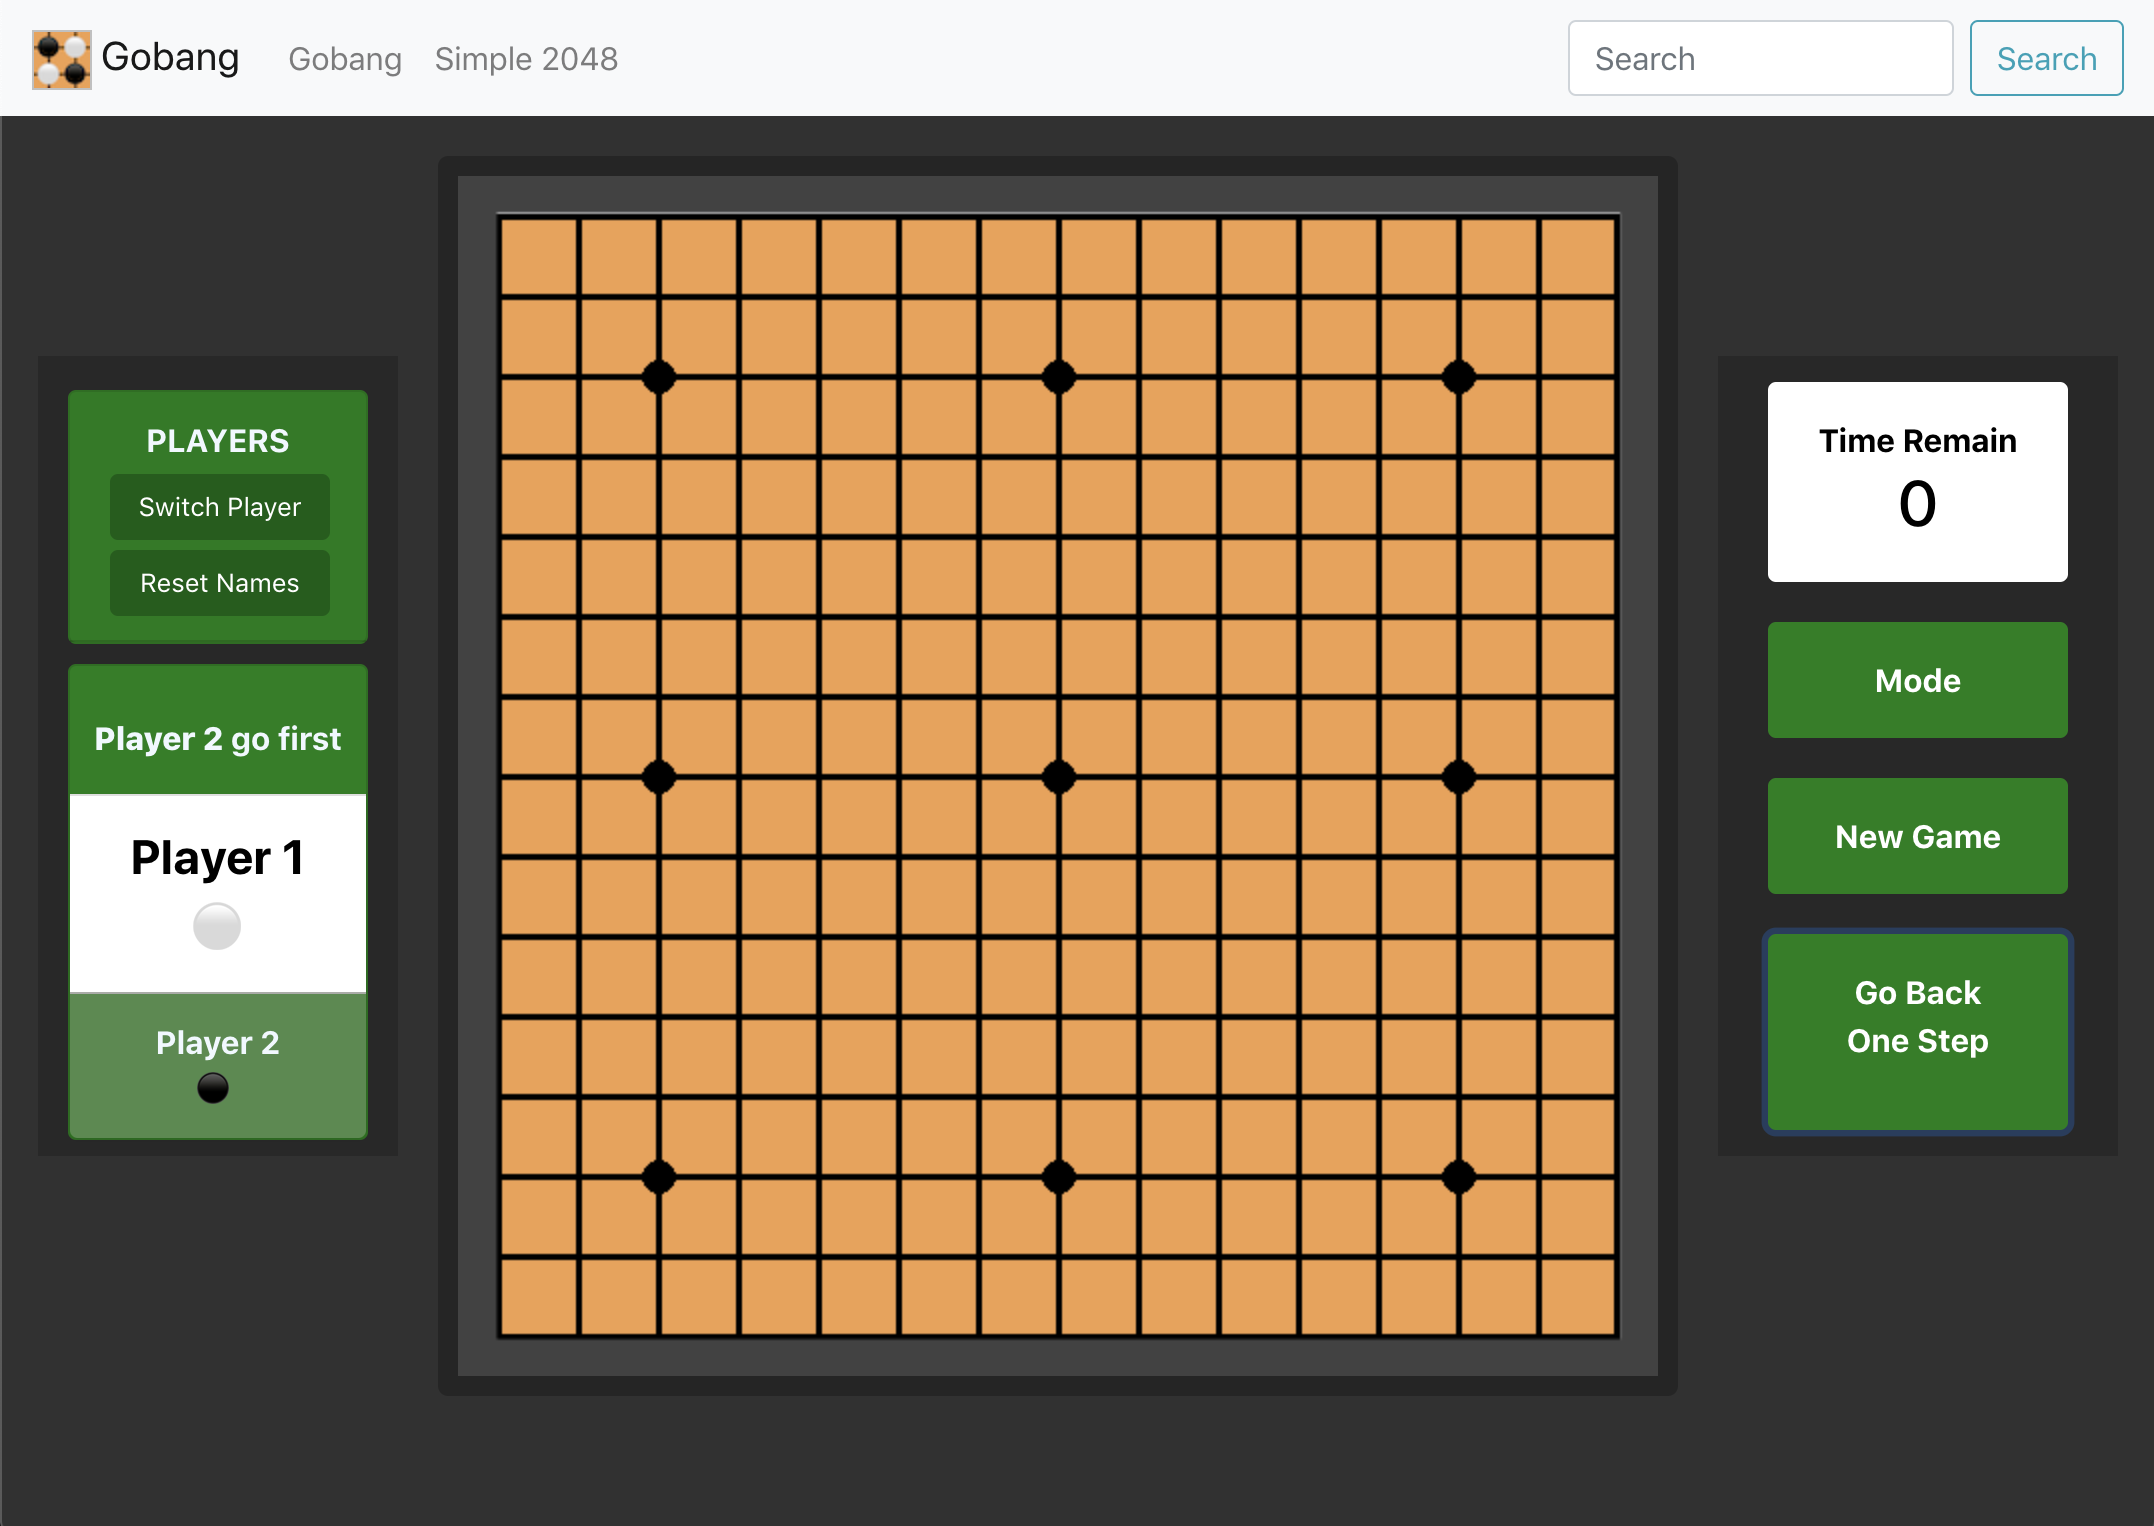 Gobang
Gobang
Simple 2048
Search
Search
PLAYERS
Switch Player
Reset Names
Player 2 go first
Player 1
Player 2
Time Remain
0
Mode
New Game
Go Back
One Step